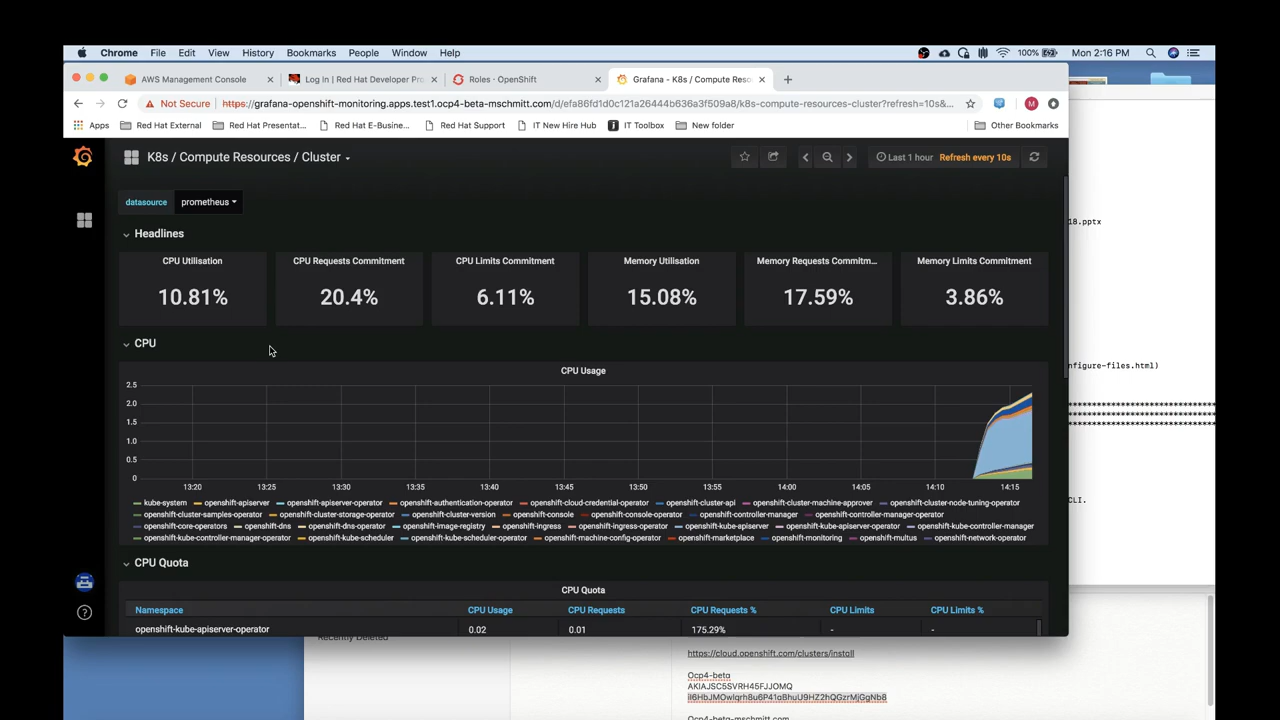 Chrome File Edit View History Bookmarks People Window Help 100% Mon 2:16 PM
AWS Management Console Log In | Red Hat Developer Pro Roles · OpenShift Grafana - K8s / Compute Reso
Not Secure https://grafana-openshift-monitoring.apps.test1.ocp4-beta-mschmitt.com/d/efa86fd1d0c121a26444b636a3f509a8/k8s-compute-resources-cluster?refresh=10s&... M
Apps Red Hat External Red Hat Presentat... Red Hat E-Busine... Red Hat Support IT New Hire Hub IT Toolbox New folder Other Bookmarks
K8s / Compute Resources / Cluster Last 1 hour Refresh every 10s
datasource prometheus
Headlines
CPU Utilisation CPU Requests Commitment CPU Limits Commitment Memory Utilisation Memory Requests Commitm... Memory Limits Commitment
10.81% 20.4% 6.11% 15.08% 17.59% 3.86%
CPU
CPU Usage
2.5
2.0
1.5
1.0
0.5
0
13:20 13:25 13:30 13:35 13:40 13:45 13:50 13:55 14:00 14:05 14:10 14:15
kube-system openshift-apiserver openshift-apiserver-operator openshift-authentication-operator openshift-cloud-credential-operator openshift-cluster-api openshift-cluster-machine-approver openshift-cluster-node-tuning-operator
openshift-cluster-samples-operator openshift-cluster-storage-operator openshift-cluster-version openshift-console openshift-console-operator openshift-controller-manager openshift-controller-manager-operator
openshift-core-operators openshift-dns openshift-dns-operator openshift-image-registry openshift-ingress openshift-ingress-operator openshift-kube-apiserver openshift-kube-apiserver-operator openshift-kube-controller-manager
openshift-kube-controller-manager-operator openshift-kube-scheduler openshift-kube-scheduler-operator openshift-machine-config-operator openshift-marketplace openshift-monitoring openshift-multus openshift-network-operator
CPU Quota
CPU Quota
Namespace CPU Usage CPU Requests CPU Requests % CPU Limits CPU Limits %
openshift-kube-apiserver-operator 0.02 0.01 175.29% - -
18.pptx
nfigure-files.html)
CLI.
Recently Deleted
https://cloud.openshift.com/clusters/install
Ocp4-beta
Ocp4-beta-mschmitt.com